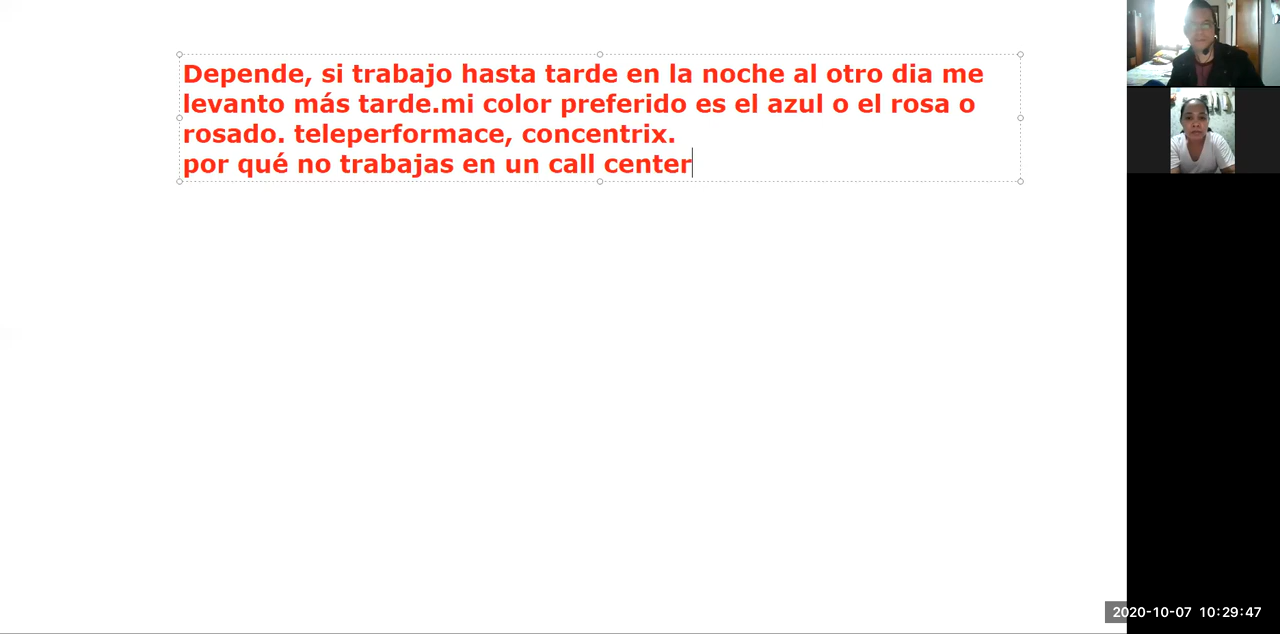 Depende, si trabajo hasta tarde en la noche al otro dia me
levanto más tarde.mi color preferido es el azul o el rosa o
rosado. teleperformace, concentrix.
por qué no trabajas en un call center
2020-10-07 10:29:47